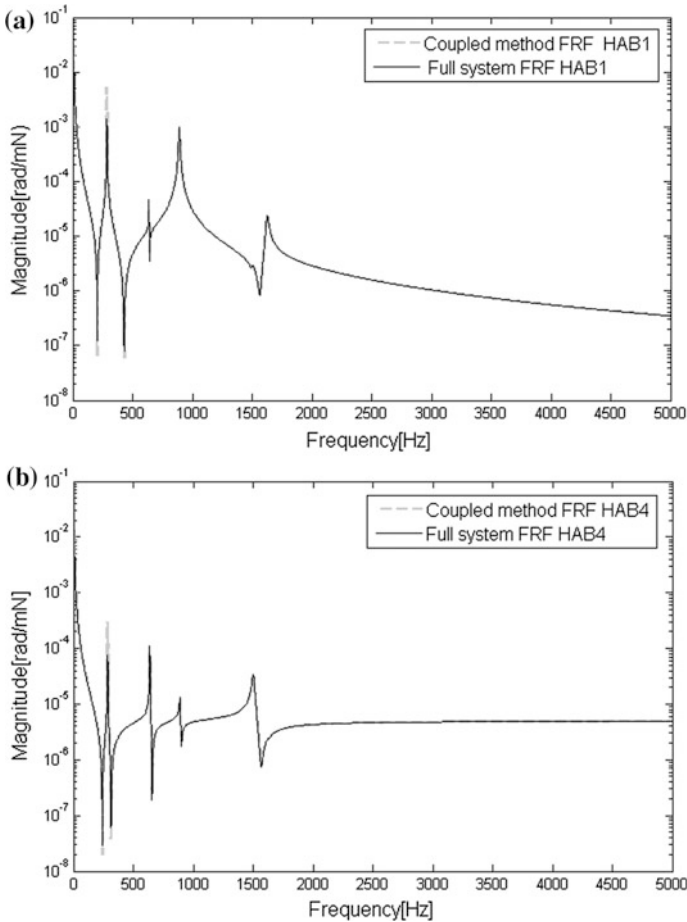 (a)
10^-1
10^-2
10^-3
10^-4
10^-5
10^-6
10^-7
10^-8
Magnitude[rad/mN)
Coupled method FRF HAB1
Full system FRF HAB1
0 500 1000 1500 2000 2500 3000 3500 4000 4500 5000
Frequency[Hz]
(b)
10^-1
10^-2
10^-3
10^-4
10^-5
10^-6
10^-7
10^-8
Magnitude[rad/mN]
Coupled method FRF HAB4
Full system FRF HAB4
0 500 1000 1500 2000 2500 3000 3500 4000 4500 5000
Frequency[Hz]